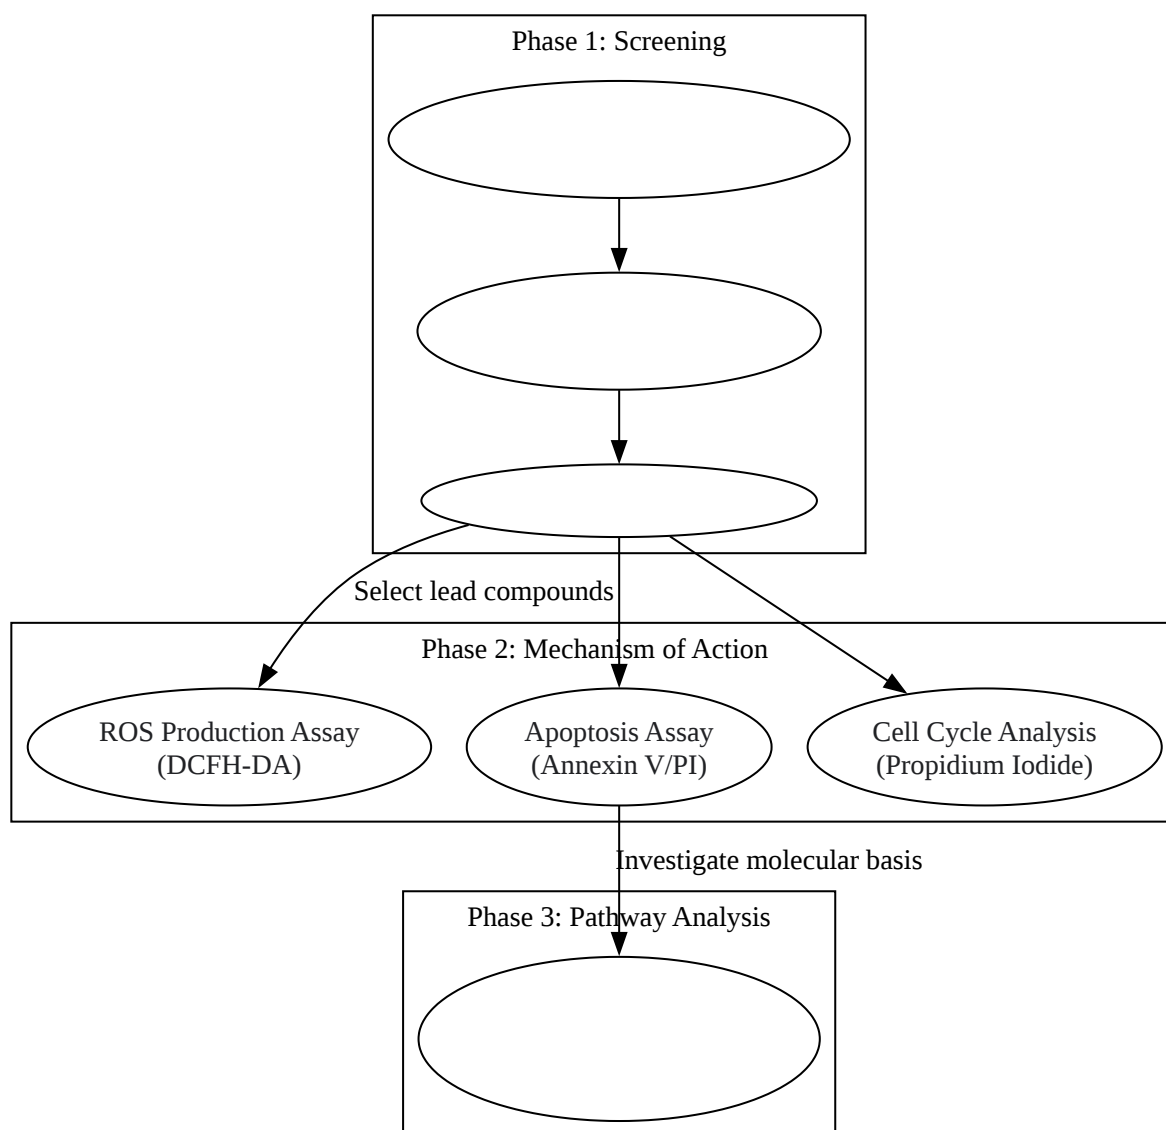 Phase 1: Screening
Select lead compounds
Phase 2: Mechanism of Action
ROS Production Assay
(DCFH-DA)
Apoptosis Assay
(Annexin V/PI)
Cell Cycle Analysis
(Propidium Iodide)
Investigate molecular basis
Phase 3: Pathway Analysis